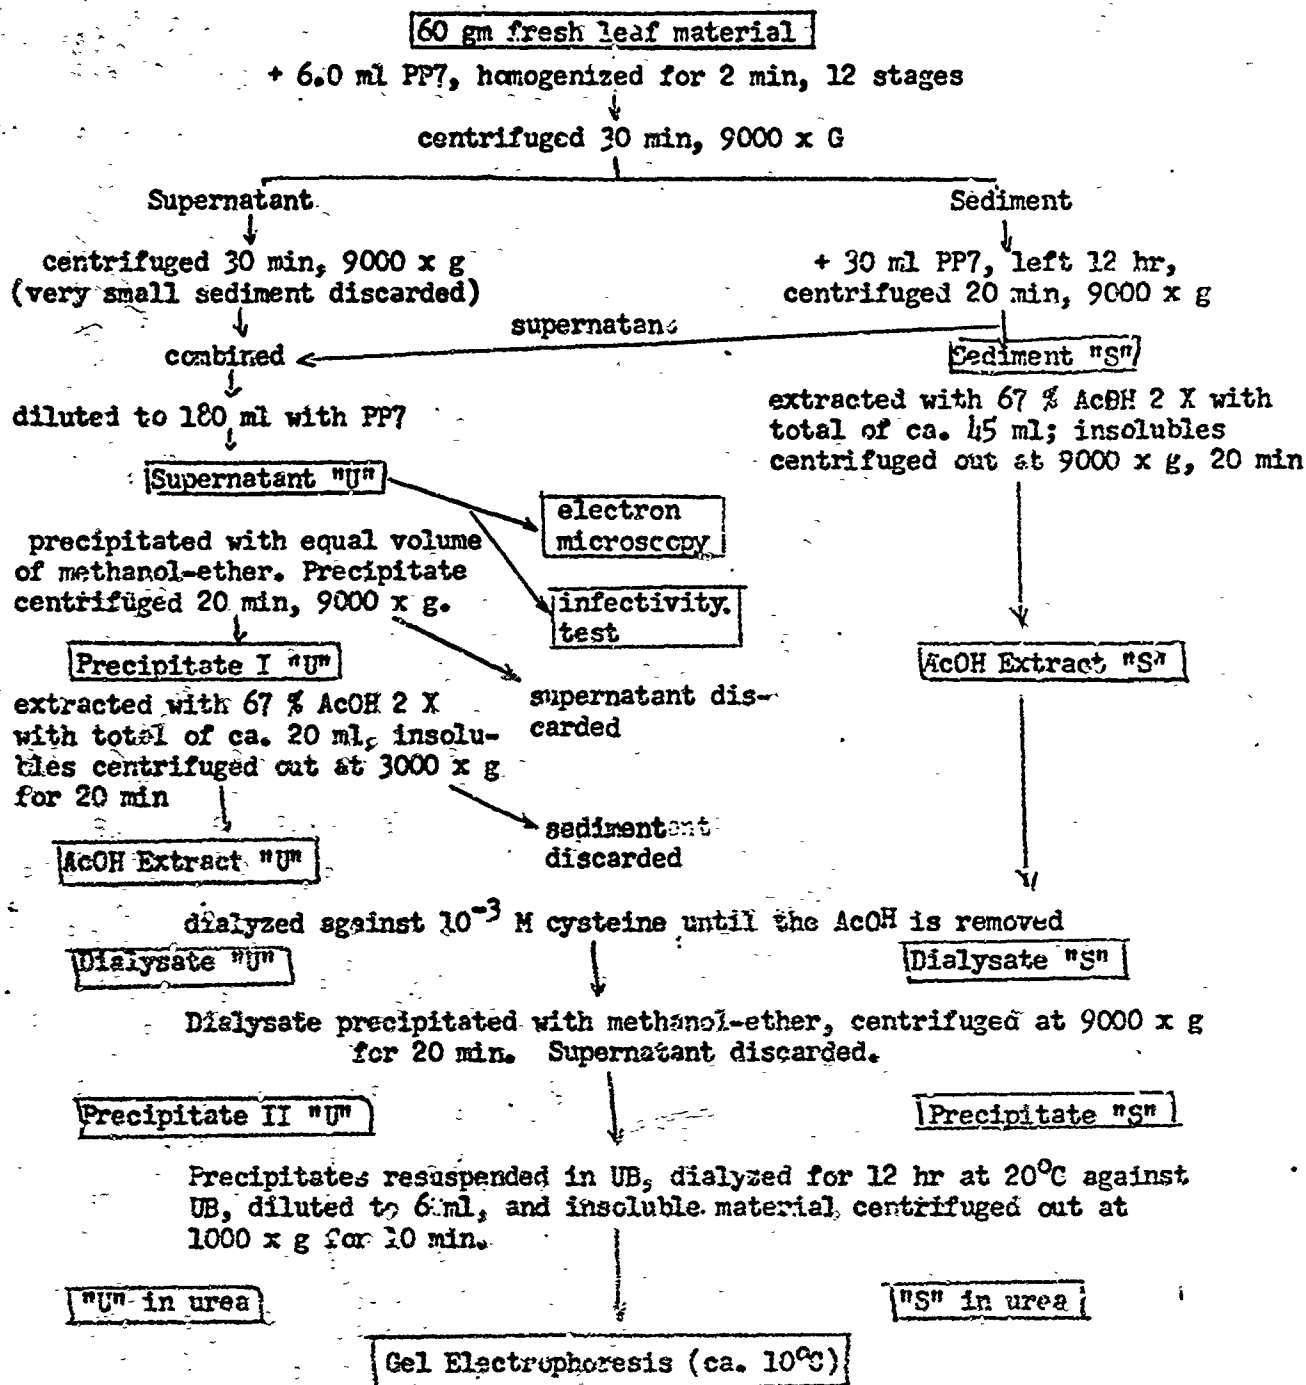 60 gm fresh leaf material
+ 6.0 ml PP7, homogenized for 2 min, 12 stages
centrifuged 30 min, 9000 x G
Supernatant
centrifuged 30 min, 9000 x g
(very small sediment discarded)
combined
diluted to 180 ml with PP7
Supernatant "U"
Sediment
+ 30 ml PP7, left 12 hr,
centrifuged 20 min, 9000 x g
supernatans
Sediment "S"
extracted with 67 % AcOH 2 X with
total of ca. 45 ml; insolubles
centrifuged out at 9000 x g, 20 min
electron
microscopy
infectivity
test
precipitated with equal volume
of methanol-ether. Precipitate
centrifuged 20 min, 9000 x g.
Precipitate I "U"
supernatant dis-
carded
AcOH Extract "S"
extracted with 67 % AcOH 2 X
with total of ca. 20 ml, insolu-
bles centrifuged out at 3000 x g
for 20 min
sediment
discarded
AcOH Extract "U"
dialyzed against 10⁻³ M cysteine until the AcOH is removed
Dialysate "U"
Dialysate "S"
Dialysate precipitated with methanol-ether, centrifuged at 9000 x g
for 20 min. Supernatant discarded.
Precipitate II "U"
Precipitate "S"
Precipitates resuspended in UB, dialyzed for 12 hr at 20°C against
UB, diluted to 6 ml, and insoluble material centrifuged out at
1000 x g for 10 min.
"U" in urea
"S" in urea
Gel Electrophoresis (ca. 10°C)